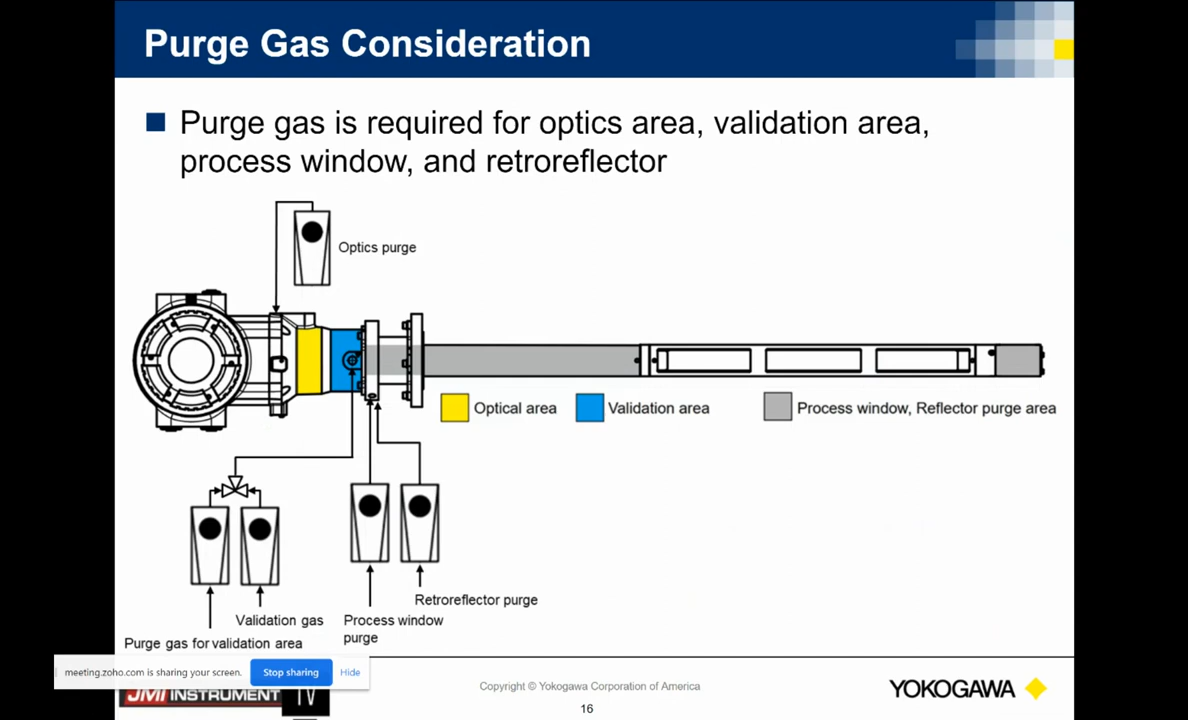 Purge Gas Consideration
Purge gas is required for optics area, validation area,
process window, and retroreflector
Optics purge
Optical area
Validation area
Process window, Reflector purge area
Retroreflector purge
Validation gas
Process window
purge
Purge gas for validation area
meeting.zoho.com is sharing your screen.
Stop sharing
Hide
JMI INSTRUMENT
TV
Copyright © Yokogawa Corporation of America
YOKOGAWA
16